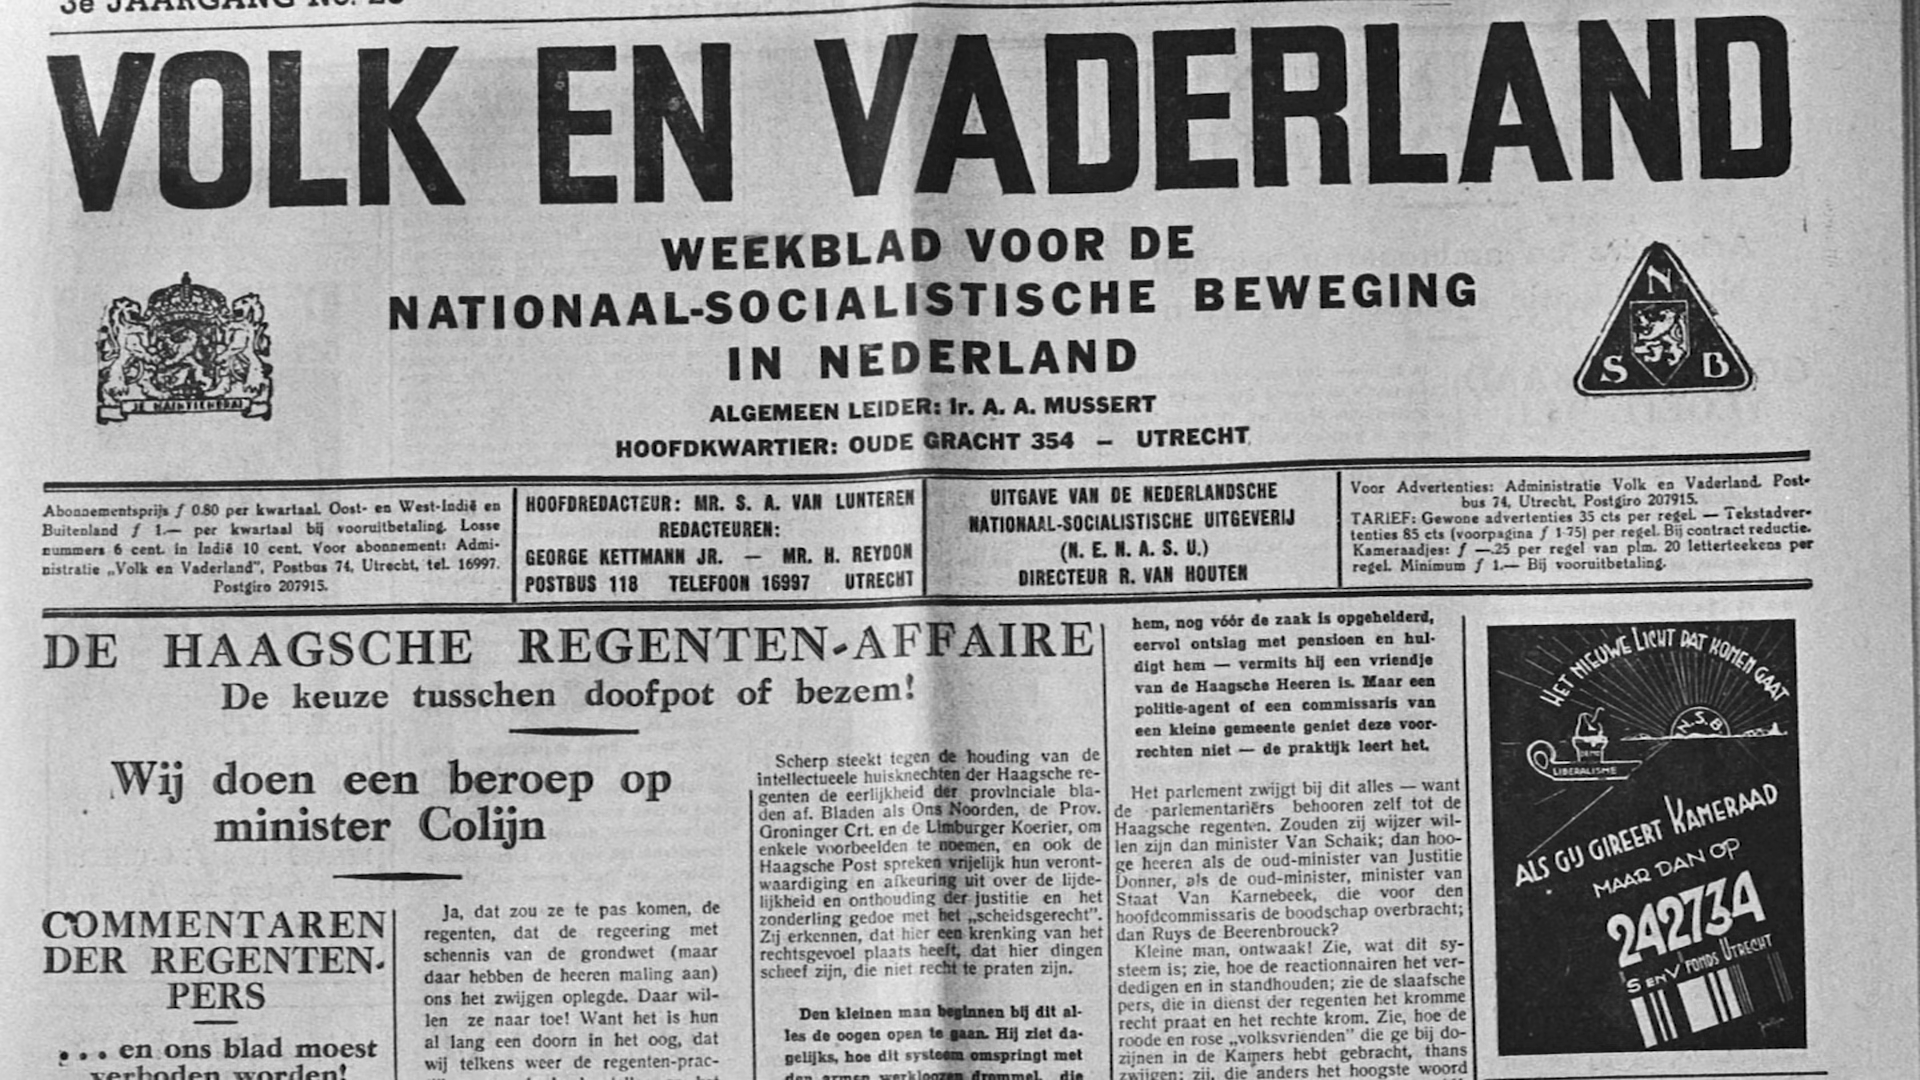 3e JAARGANG No.
VOLK EN VADERLAND
WEEKBLAD VOOR DE
NATIONAAL-SOCIALISTISCHE BEWEGING
IN NEDERLAND
ALGEMEEN LEIDER: Ir. A. A. MUSSERT
HOOFDKWARTIER: OUDE GRACHT 354 — UTRECHT
JE MAINTIENDRAI
N
S B
Abonnementsprijs ƒ 0.80 per kwartaal. Oost- en West-Indië en
Buitenland ƒ 1.— per kwartaal bij vooruitbetaling. Losse
nummers 6 cent. in Indië 10 cent. Voor abonnement: Admi-
nistratie „Volk en Vaderland”, Postbus 74, Utrecht, tel. 16997.
Postgiro 207915.
HOOFDREDACTEUR: MR. S. A. VAN LUNTEREN
REDACTEUREN:
GEORGE KETTMANN JR. — MR. H. REYDON
POSTBUS 118 TELEFOON 16997 UTRECHT
UITGAVE VAN DE NEDERLANDSCHE
NATIONAAL-SOCIALISTISCHE UITGEVERIJ
(N. E. N. A. S. U.)
DIRECTEUR R. VAN HOUTEN
Voor Advertenties: Administratie Volk en Vaderland. Post-
bus 74, Utrecht, Postgiro 207915.
TARIEF: Gewone advertenties 35 cts per regel. — Tekstadver-
tenties 85 cts (voorpagina ƒ 1.75) per regel. Bij contract reductie.
Kameraadjes: ƒ —.25 per regel van plm. 20 letterteekens per
regel. Minimum ƒ 1.— Bij vooruitbetaling.
DE HAAGSCHE REGENTEN-AFFAIRE
De keuze tusschen doofpot of bezem!
Wij doen een beroep op
minister Colijn
COMMENTAREN
DER REGENTEN-
PERS
... en ons blad moest
verboden worden!
Ja, dat zou ze te pas komen, de
regenten, dat de regeering met
schennis van de grondwet (maar
daar hebben de heeren maling aan)
ons het zwijgen oplegde. Daar wil-
len ze naar toe! Want het is hun
al lang een doorn in het oog, dat
wij telkens weer de regenten-prac-
Scherp steekt tegen de houding van de
intellectueele huisknechten der Haagsche re-
genten de eerlijkheid der provinciale bla-
den af. Bladen als Ons Noorden, de Prov.
Groninger Crt. en de Limburger Koerier, om
enkele voorbeelden te noemen, en ook de
Haagsche Post spreken vrijelijk hun veront-
waardiging en afkeuring uit over de lijde-
lijkheid en onthouding der justitie en het
zonderling gedoe met het „scheidsgerecht”.
Zij erkennen, dat hier een krenking van het
rechtsgevoel plaats heeft, dat hier dingen
scheef zijn, die niet recht te praten zijn.
Den kleinen man beginnen bij dit al-
les de oogen open te gaan. Hij ziet da-
gelijks, hoe dit systeem omspringt met
den armen werkloozen drommel, die
hem, nog vóór de zaak is opgehelderd,
eervol ontslag met pensioen en hul-
digt hem — vermits hij een vriendje
van de Haagsche Heeren is. Maar een
politie-agent of een commissaris van
een kleine gemeente geniet deze voor-
rechten niet — de praktijk leert het.
Het parlement zwijgt bij dit alles — want
de parlementariërs behooren zelf tot de
Haagsche regenten. Zouden zij wijzer wil-
len zijn dan minister Van Schaik; dan hoo-
ge heeren als de oud-minister van Justitie
Donner, als de oud-minister, minister van
Staat Van Karnebeek, die voor den
hoofdcommissaris de boodschap overbracht;
dan Ruys de Beerenbrouck?
Kleine man, ontwaak! Zie, wat dit sy-
steem is; zie, hoe de reactionnairen het ver-
dedigen en in standhouden; zie de slaafsche
pers, die in dienst der regenten het kromme
recht praat en het rechte krom. Zie, hoe de
roode en rose „volksvrienden” die ge bij do-
zijnen in de Kamers hebt gebracht, thans
zwijgen; zij, die anders het hoogste woord
HET NIEUWE LICHT DAT KOMEN GAAT
N.S.B.
LIBERALISME
ALS GIJ GIREERT KAMERAAD
MAAR DAN OP
242734
S EN V FONDS UTRECHT